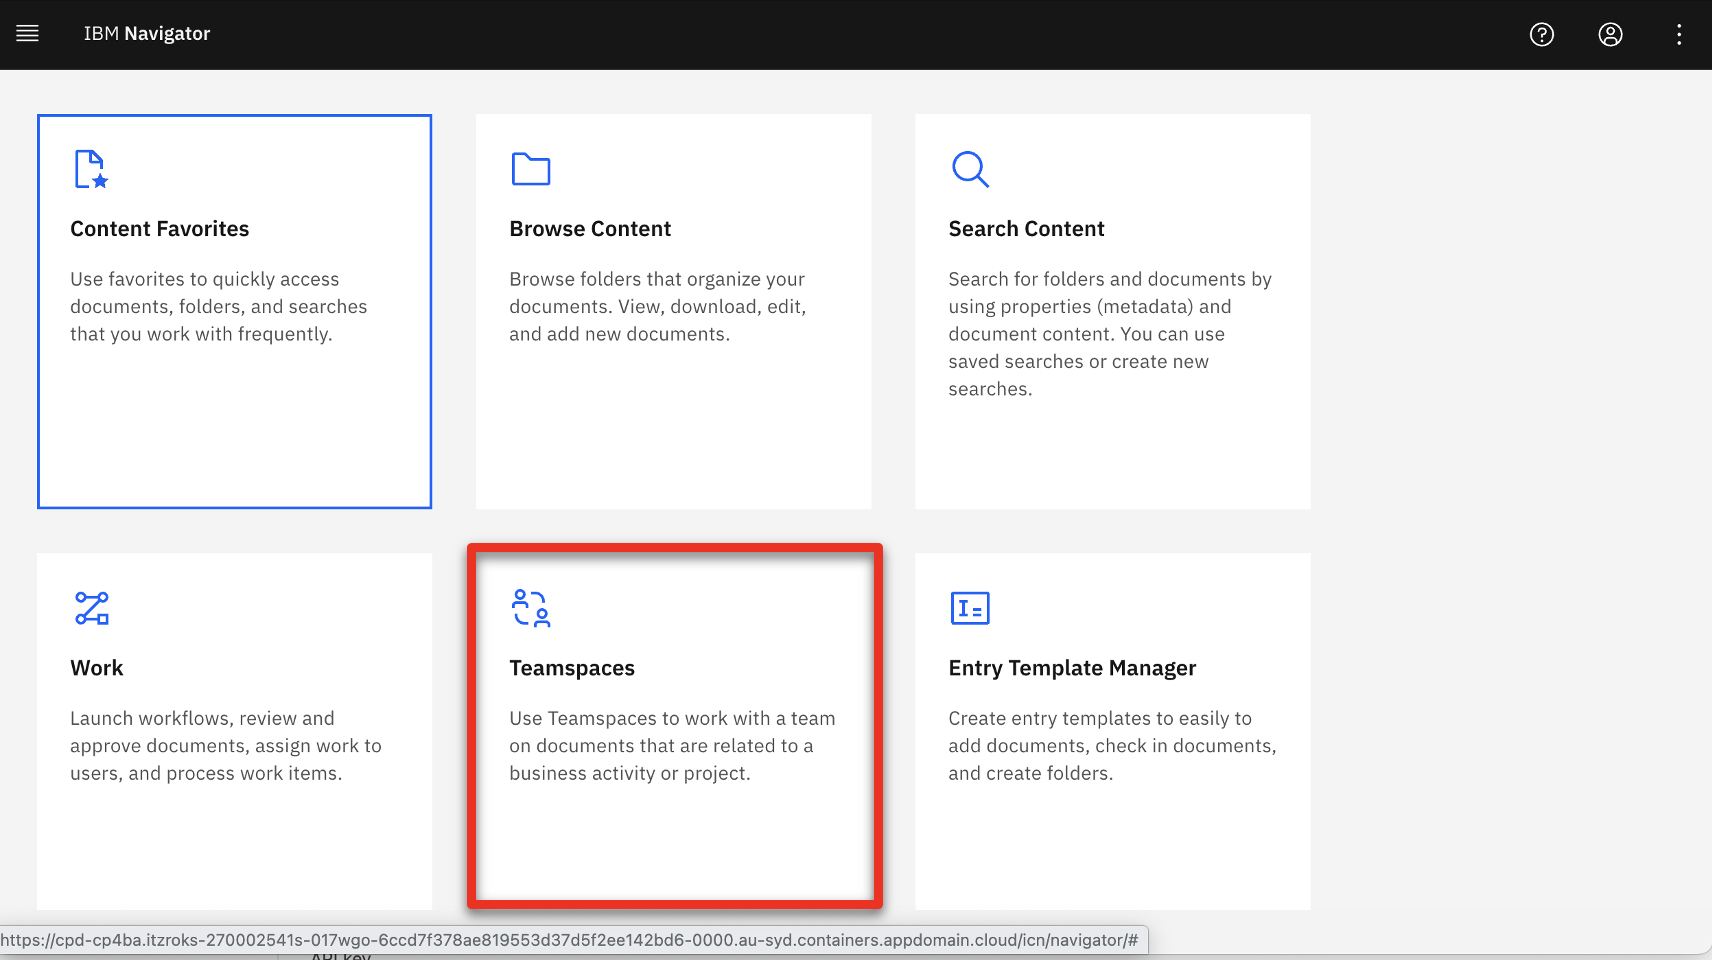 IBM Navigator
Content Favorites
Use favorites to quickly access
documents, folders, and searches
that you work with frequently.
Browse Content
Browse folders that organize your
documents. View, download, edit,
and add new documents.
Search Content
Search for folders and documents by
using properties (metadata) and
document content. You can use
saved searches or create new
searches.
Work
Launch workflows, review and
approve documents, assign work to
users, and process work items.
Teamspaces
Use Teamspaces to work with a team
on documents that are related to a
business activity or project.
Entry Template Manager
Create entry templates to easily to
add documents, check in documents,
and create folders.
https://cpd-cp4ba.itzroks-270002541s-017wgo-6ccd7f378ae819553d37d5f2ee142bd6-0000.au-syd.containers.appdomain.cloud/icn/navigator/#
API key